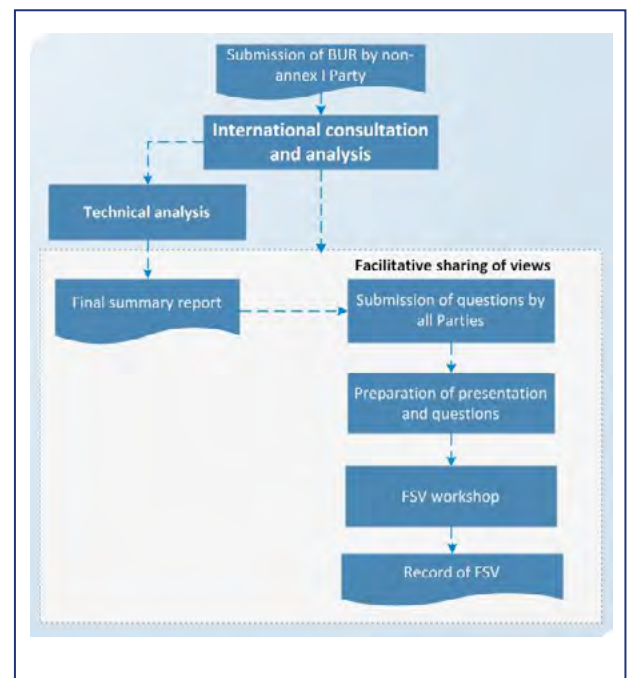 Submission of BUR by non-
annex I Party
International consultation
and analysis
Technical analysis
Facilitative sharing of views
Final summary report
Submission of questions by
all Parties
Preparation of presentation
and questions
FSV workshop
Record of FSV